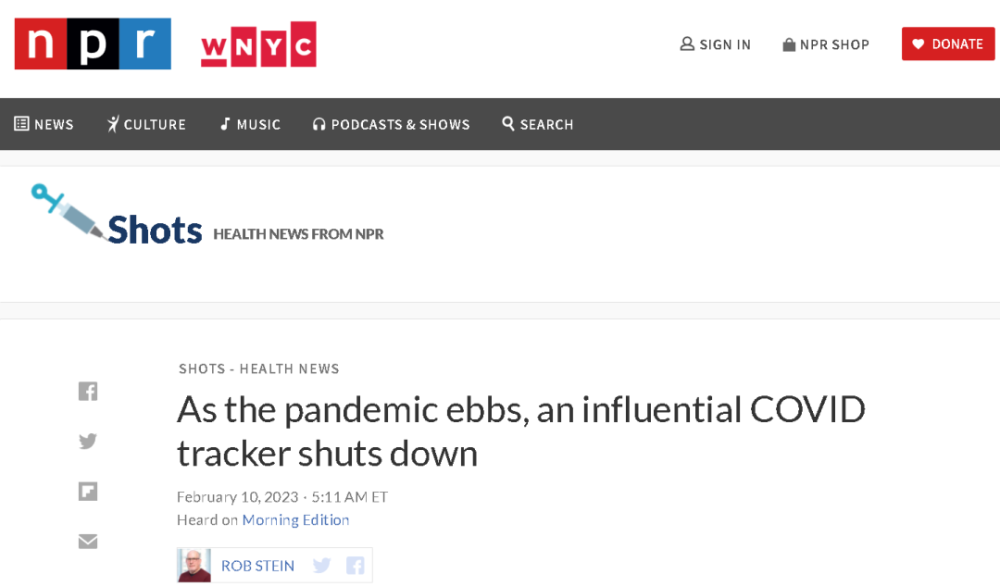 npr WNYC SIGN IN NPR SHOP DONATE
NEWS CULTURE MUSIC PODCASTS & SHOWS SEARCH
Shots HEALTH NEWS FROM NPR
SHOTS - HEALTH NEWS
As the pandemic ebbs, an influential COVID
tracker shuts down
February 10, 2023 · 5:11 AM ET
Heard on Morning Edition
ROB STEIN